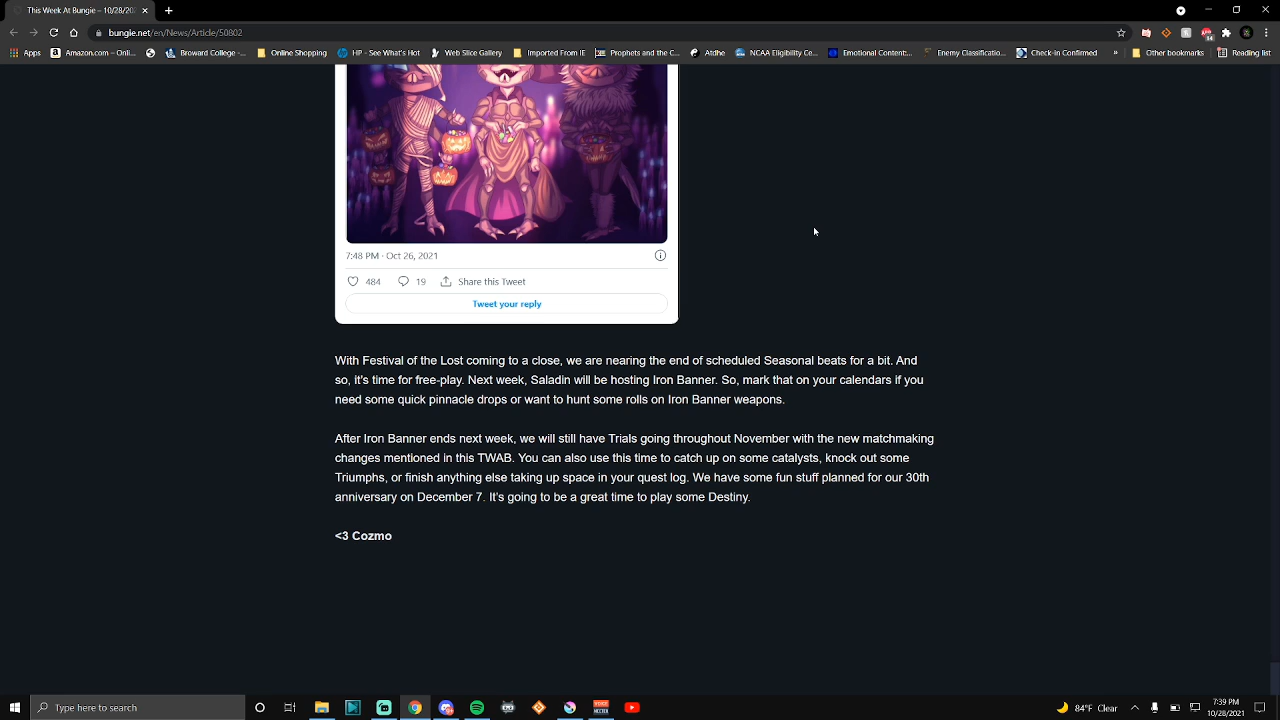 This Week At Bungie – 10/28/202
bungie.net/en/News/Article/50802
Apps
Amazon.com – Onli...
Broward College -...
Online Shopping
HP - See What's Hot
Web Slice Gallery
Imported From IE
Prophets and the C...
Jadhe
NCAA Eligibilty Ce...
Emotional Content:...
Enemy Classificatio...
Check-In Confirmed
»
Other bookmarks
Reading list
7:48 PM · Oct 26, 2021
484
19
Share this Tweet
Tweet your reply
With Festival of the Lost coming to a close, we are nearing the end of scheduled Seasonal beats for a bit. And
so, it's time for free-play. Next week, Saladin will be hosting Iron Banner. So, mark that on your calendars if you
need some quick pinnacle drops or want to hunt some rolls on Iron Banner weapons.
After Iron Banner ends next week, we will still have Trials going throughout November with the new matchmaking
changes mentioned in this TWAB. You can also use this time to catch up on some catalysts, knock out some
Triumphs, or finish anything else taking up space in your quest log. We have some fun stuff planned for our 30th
anniversary on December 7. It's going to be a great time to play some Destiny.
<3 Cozmo
Type here to search
84°F Clear
7:39 PM
10/28/2021